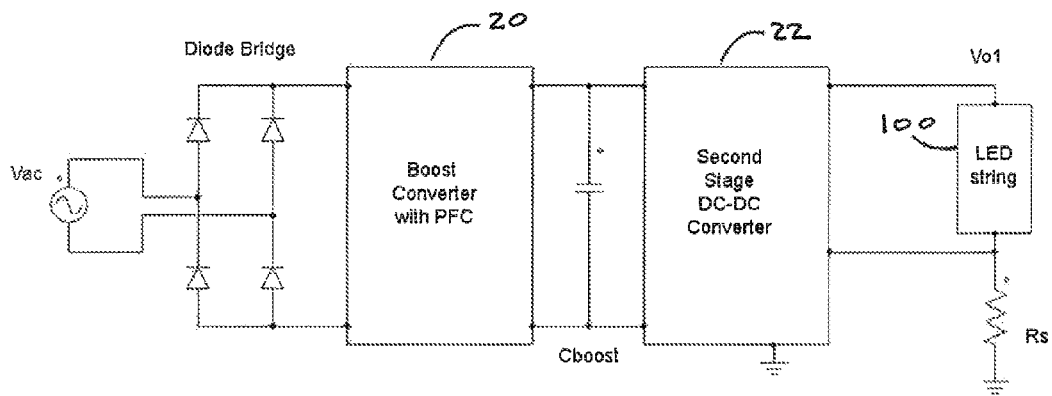 20
22
Diode Bridge
Vo1
100
LED
string
Vac
Boost
Converter
with PFC
Second
Stage
DC-DC
Converter
Cboost
Rs